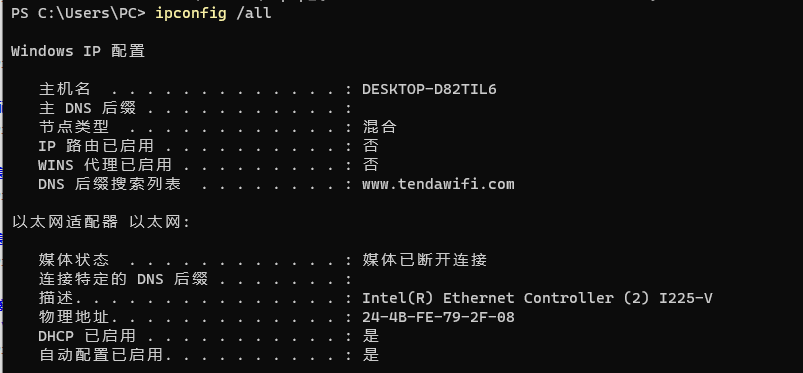 PS C:\Users\PC> ipconfig /all
Windows IP 配置
主机名 . . . . . . . . . . . . . : DESKTOP-D82TIL6
主 DNS 后缀 . . . . . . . . . . . :
节点类型 . . . . . . . . . . . . : 混合
IP 路由已启用 . . . . . . . . . . : 否
WINS 代理已启用 . . . . . . . . . : 否
DNS 后缀搜索列表 . . . . . . . . : www.tendawifi.com
以太网适配器 以太网:
媒体状态 . . . . . . . . . . . . : 媒体已断开连接
连接特定的 DNS 后缀 . . . . . . . :
描述. . . . . . . . . . . . . . . : Intel(R) Ethernet Controller (2) I225-V
物理地址. . . . . . . . . . . . . : 24-4B-FE-79-2F-08
DHCP 已启用 . . . . . . . . . . . : 是
自动配置已启用. . . . . . . . . . : 是